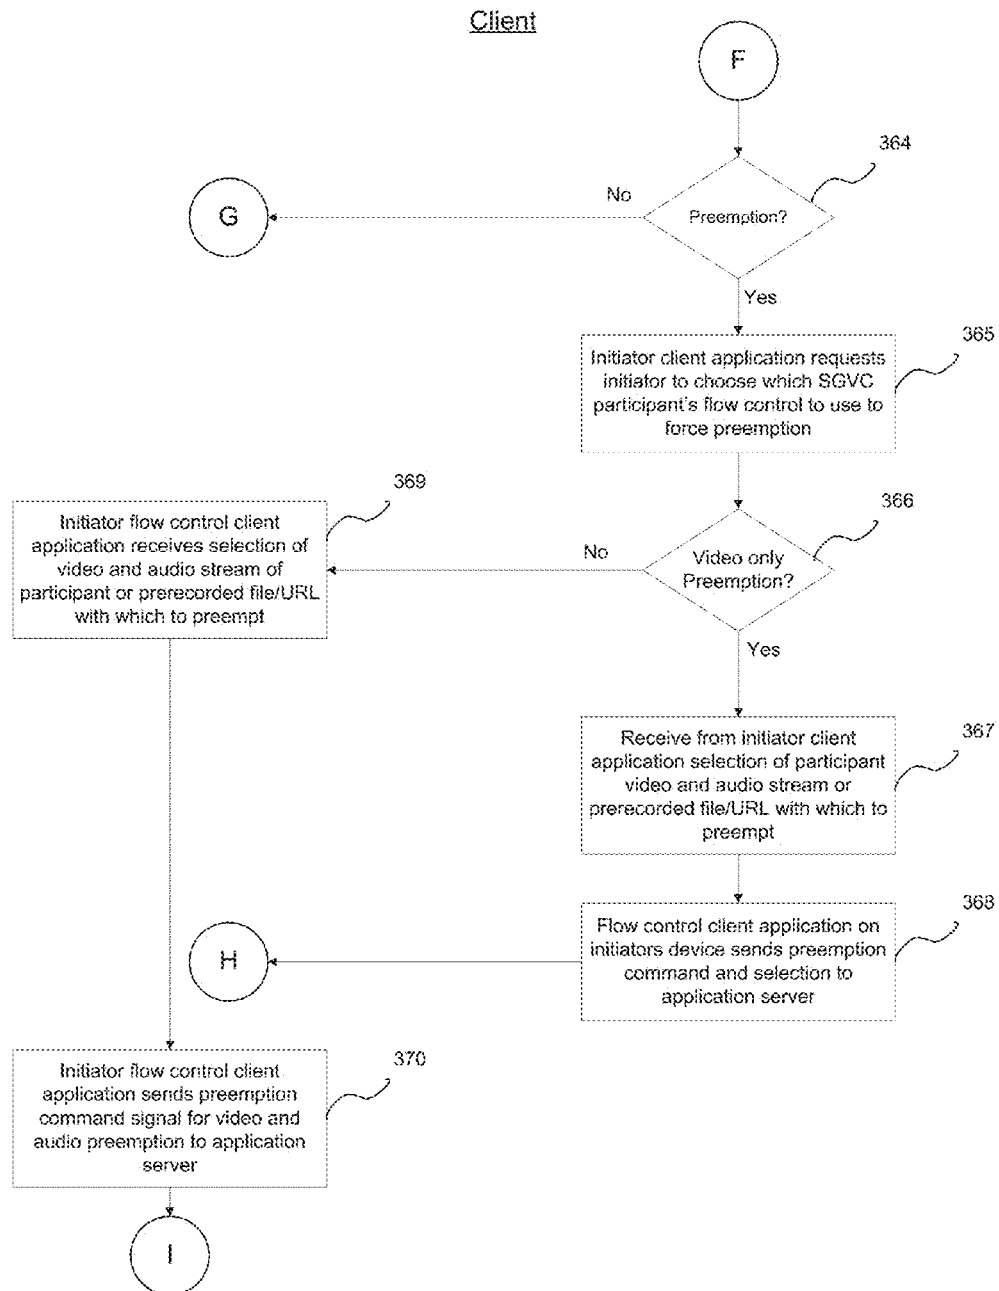 Client
F
364
No
G
Preemption?
Yes
365
Initiator client application requests
initiator to choose which SGVC
participant's flow control to use to
force preemption
369
366
Initiator flow control client
application receives selection of
video and audio stream of
participant or prerecorded file/URL
with which to preempt
No
Video only
Preemption?
Yes
367
Receive from initiator client
application selection of participant
video and audio stream or
prerecorded file/URL with which to
preempt
368
Flow control client application on
initiators device sends preemption
command and selection to
application server
H
370
Initiator flow control client
application sends preemption
command signal for video and
audio preemption to application
server
I